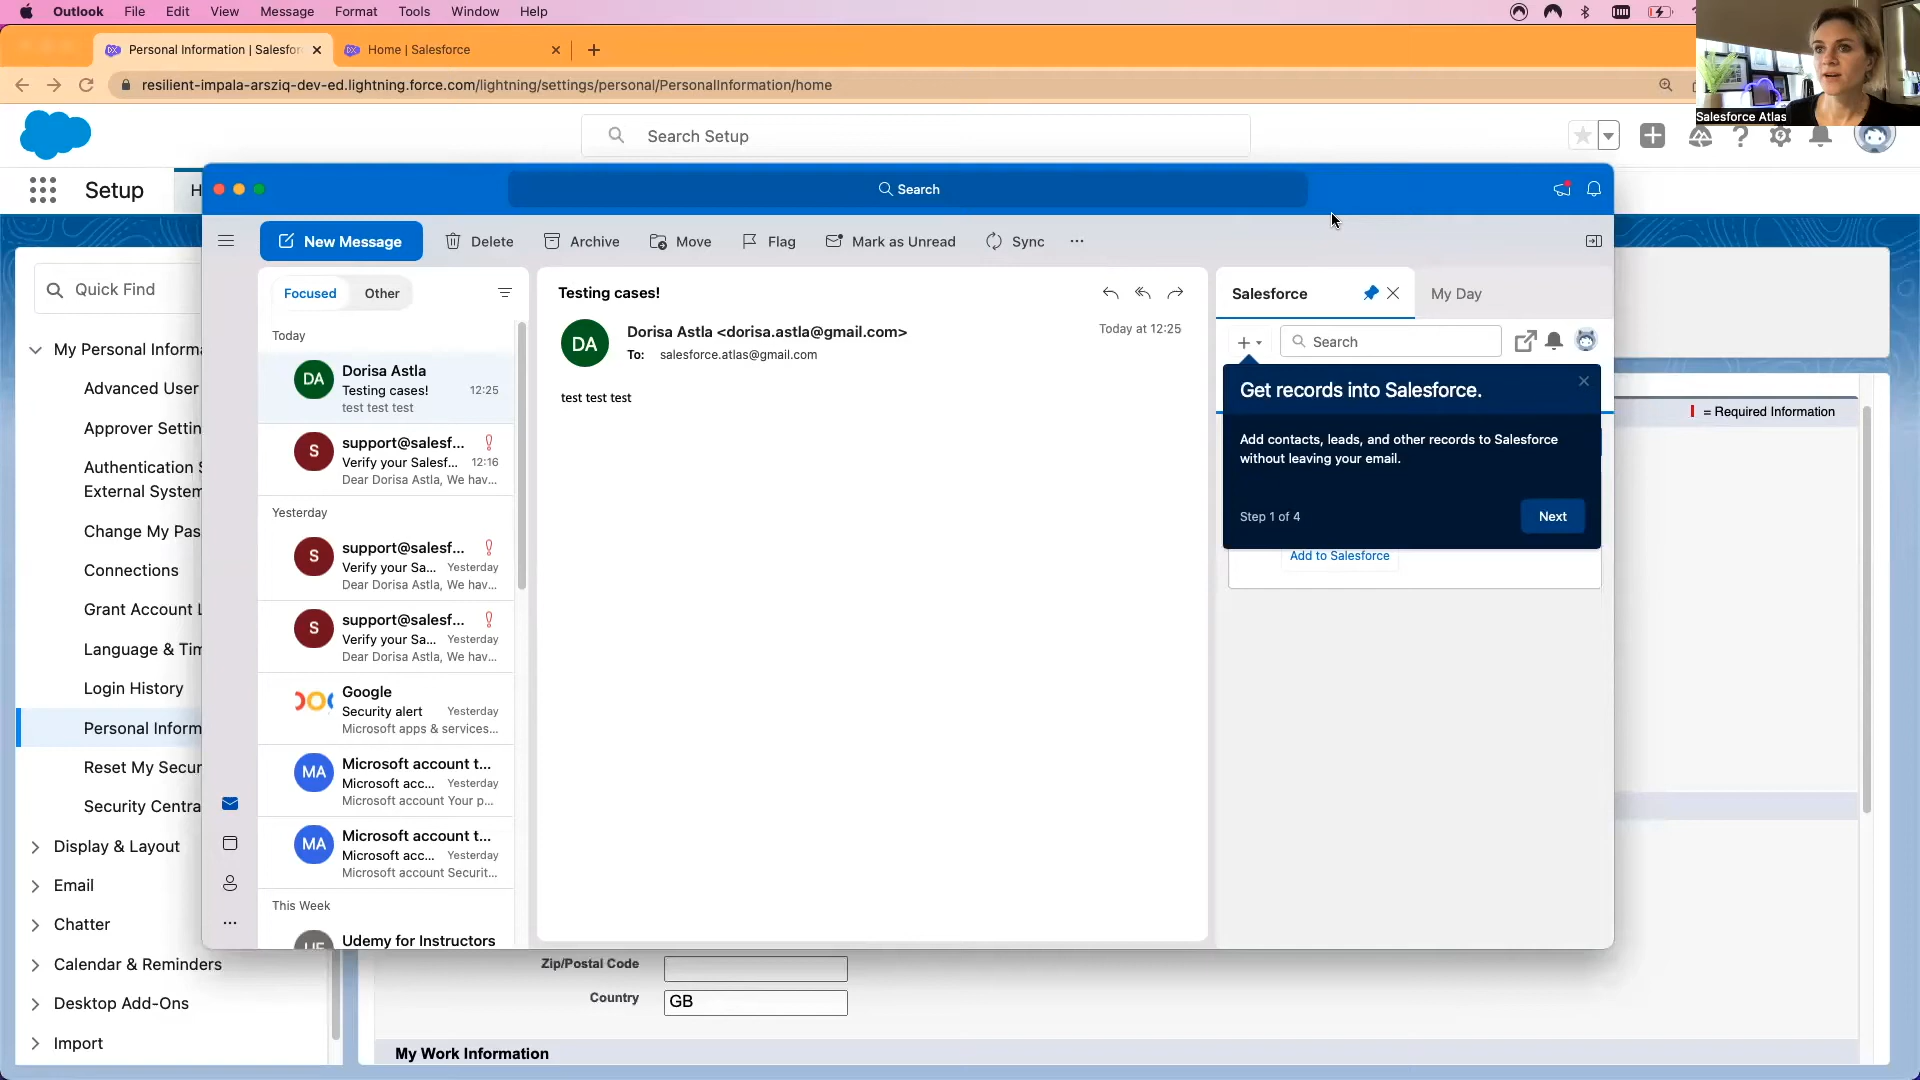 Outlook File Edit View Message Format Tools Window Help
Personal Information | Salesfor
Home | Salesforce
resilient-impala-arsziq-dev-ed.lightning.force.com/lightning/settings/personal/PersonalInformation/home
Salesforce Atlas
Search Setup
Setup
H
Search
New Message
Delete
Archive
Move
Flag
Mark as Unread
Sync
Quick Find
My Personal Informa
Advanced User
Approver Settin
Authentication S
External System
Change My Pas
Connections
Grant Account L
Language & Tim
Login History
Personal Inform
Reset My Secur
Security Centra
Display & Layout
Email
Chatter
Calendar & Reminders
Desktop Add-Ons
Import
Focused
Other
Today
DA
Dorisa Astla
Testing cases! 12:25
test test test
S
support@salesf...
Verify your Salesf... 12:16
Dear Dorisa Astla, We hav...
Yesterday
S
support@salesf...
Verify your Sa... Yesterday
Dear Dorisa Astla, We hav...
S
support@salesf...
Verify your Sa... Yesterday
Dear Dorisa Astla, We hav...
Google
Security alert Yesterday
Microsoft apps & services...
MA
Microsoft account t...
Microsoft acc... Yesterday
Microsoft account Your p...
MA
Microsoft account t...
Microsoft acc... Yesterday
Microsoft account Securit...
This Week
Udemy for Instructors
Testing cases!
DA
Dorisa Astla <dorisa.astla@gmail.com>
Today at 12:25
To: salesforce.atlas@gmail.com
test test test
Salesforce
My Day
Search
Get records into Salesforce.
Add contacts, leads, and other records to Salesforce
without leaving your email.
Step 1 of 4
Next
Add to Salesforce
= Required Information
Zip/Postal Code
Country GB
My Work Information